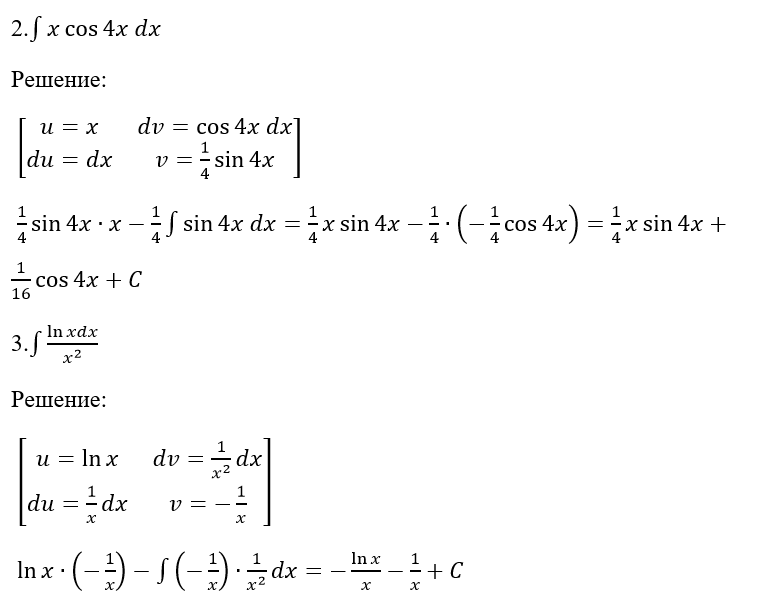 2.∫ x cos 4x dx
Решение:
[u = x dv = cos 4x dx]
[du = dx v = 1/4 sin 4x]
1/4 sin 4x · x − 1/4 ∫ sin 4x dx = 1/4 x sin 4x − 1/4 · (−1/4 cos 4x) = 1/4 x sin 4x +
1/16 cos 4x + C
3.∫ ln xdx/x²
Решение:
[u = ln x dv = 1/x² dx]
[du = 1/x dx v = −1/x]
ln x · (−1/x) − ∫ (−1/x) · 1/x² dx = −ln x/x − 1/x + C